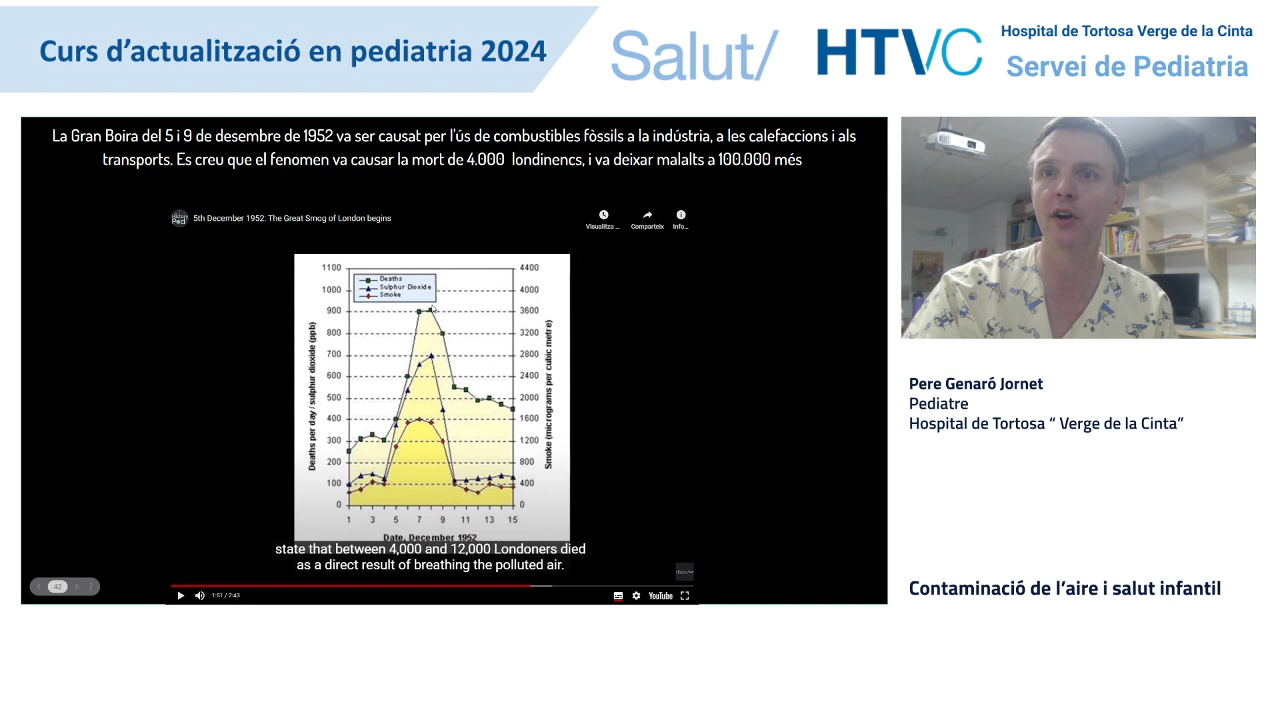 Curs d’actualització en pediatria 2024
Salut/
HTVC
Hospital de Tortosa Verge de la Cinta
Servei de Pediatria
La Gran Boira del 5 i 9 de desembre de 1952 va ser causat per l'ús de combustibles fòssils a la indústria, a les calefaccions i als
transports. Es creu que el fenomen va causar la mort de 4.000 londinencs, i va deixar malalts a 100.000 més
5th December 1952: The Great Smog of London begins
Visualitza ...
Comparteix
Info...
Deaths
Sulphur Dioxide
Smoke
1100
1000
900
800
700
600
500
400
300
200
100
0
4400
4000
3600
3200
2800
2400
2000
1600
1200
800
400
0
Deaths per day / sulphur dioxide (ppb)
Smoke (micrograms per cubic metre)
1 3 5 7 9 11 13 15
Date, December 1952
state that between 4,000 and 12,000 Londoners died
as a direct result of breathing the polluted air.
42
1:51 / 2:43
YouTube
Pere Genaró Jornet
Pediatre
Hospital de Tortosa “ Verge de la Cinta”
Contaminació de l’aire i salut infantil